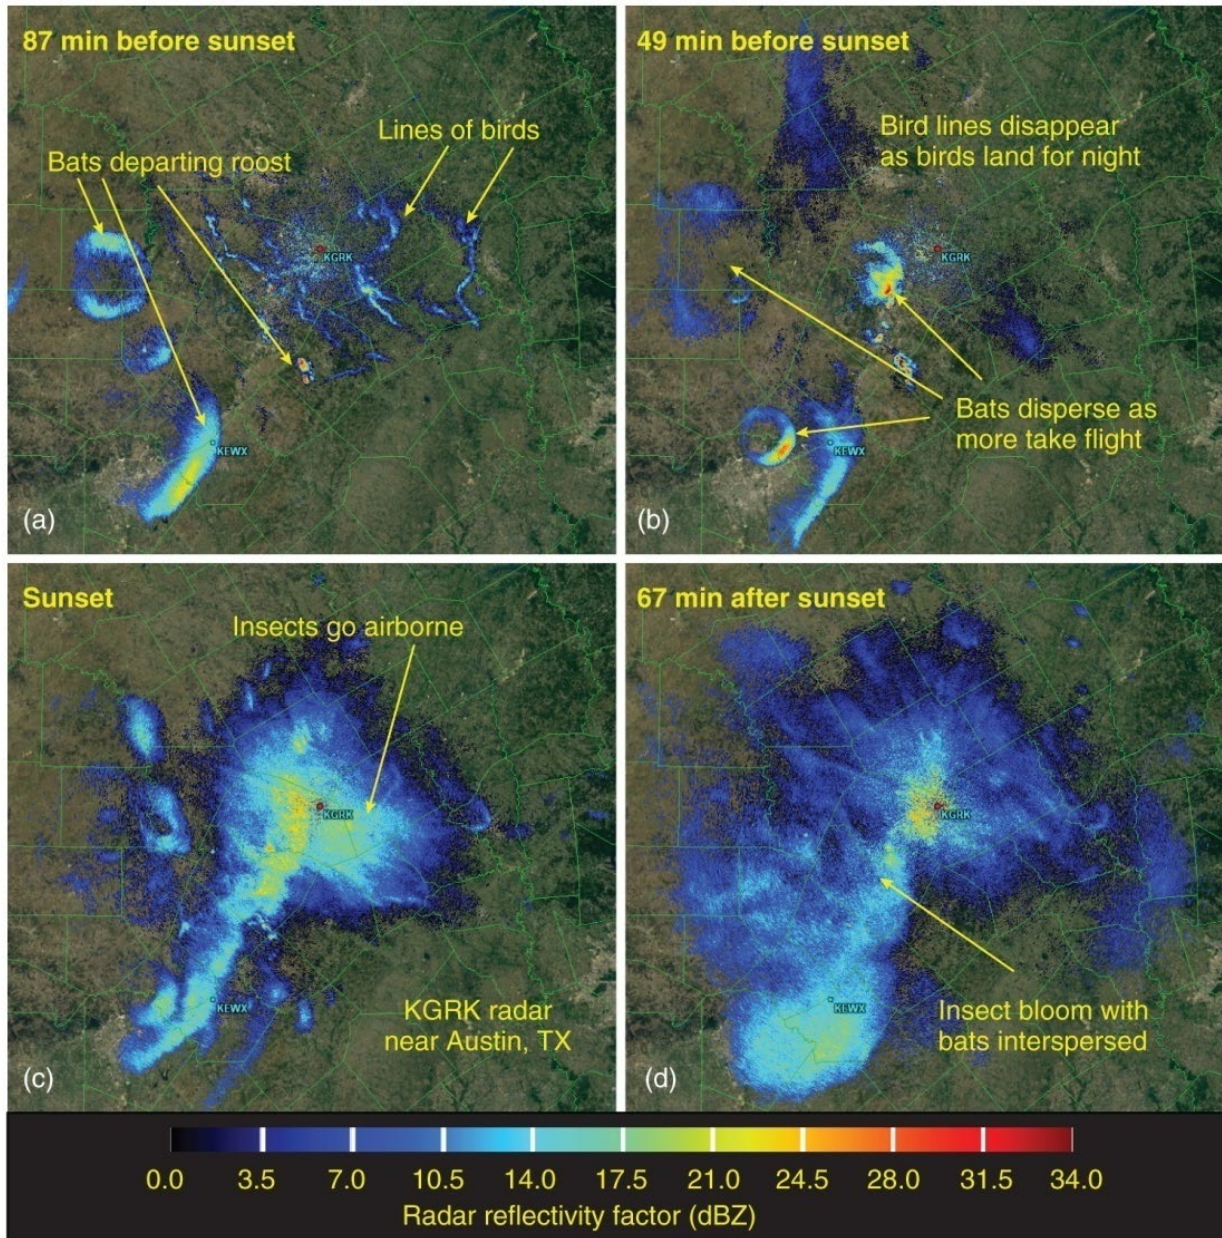 87 min before sunset
Bats departing roost
Lines of birds
KGRK
KEWX
(a)
49 min before sunset
Bird lines disappear
as birds land for night
KGRK
Bats disperse as
more take flight
KEWX
(b)
Sunset
Insects go airborne
KGRK
KEWX
KGRK radar
near Austin, TX
(c)
67 min after sunset
KGRK
KEWX
Insect bloom with
bats interspersed
(d)
0.0 3.5 7.0 10.5 14.0 17.5 21.0 24.5 28.0 31.5 34.0
Radar reflectivity factor (dBZ)